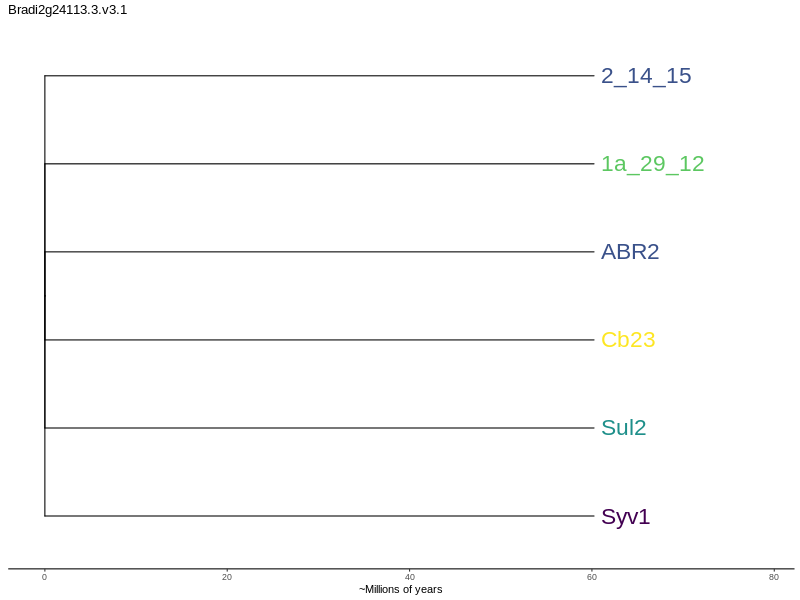 Bradi2g24113.3.v3.1
2_14_15
1a_29_12
ABR2
Cb23
Sul2
Syv1
0 20 40 60 80
~Millions of years